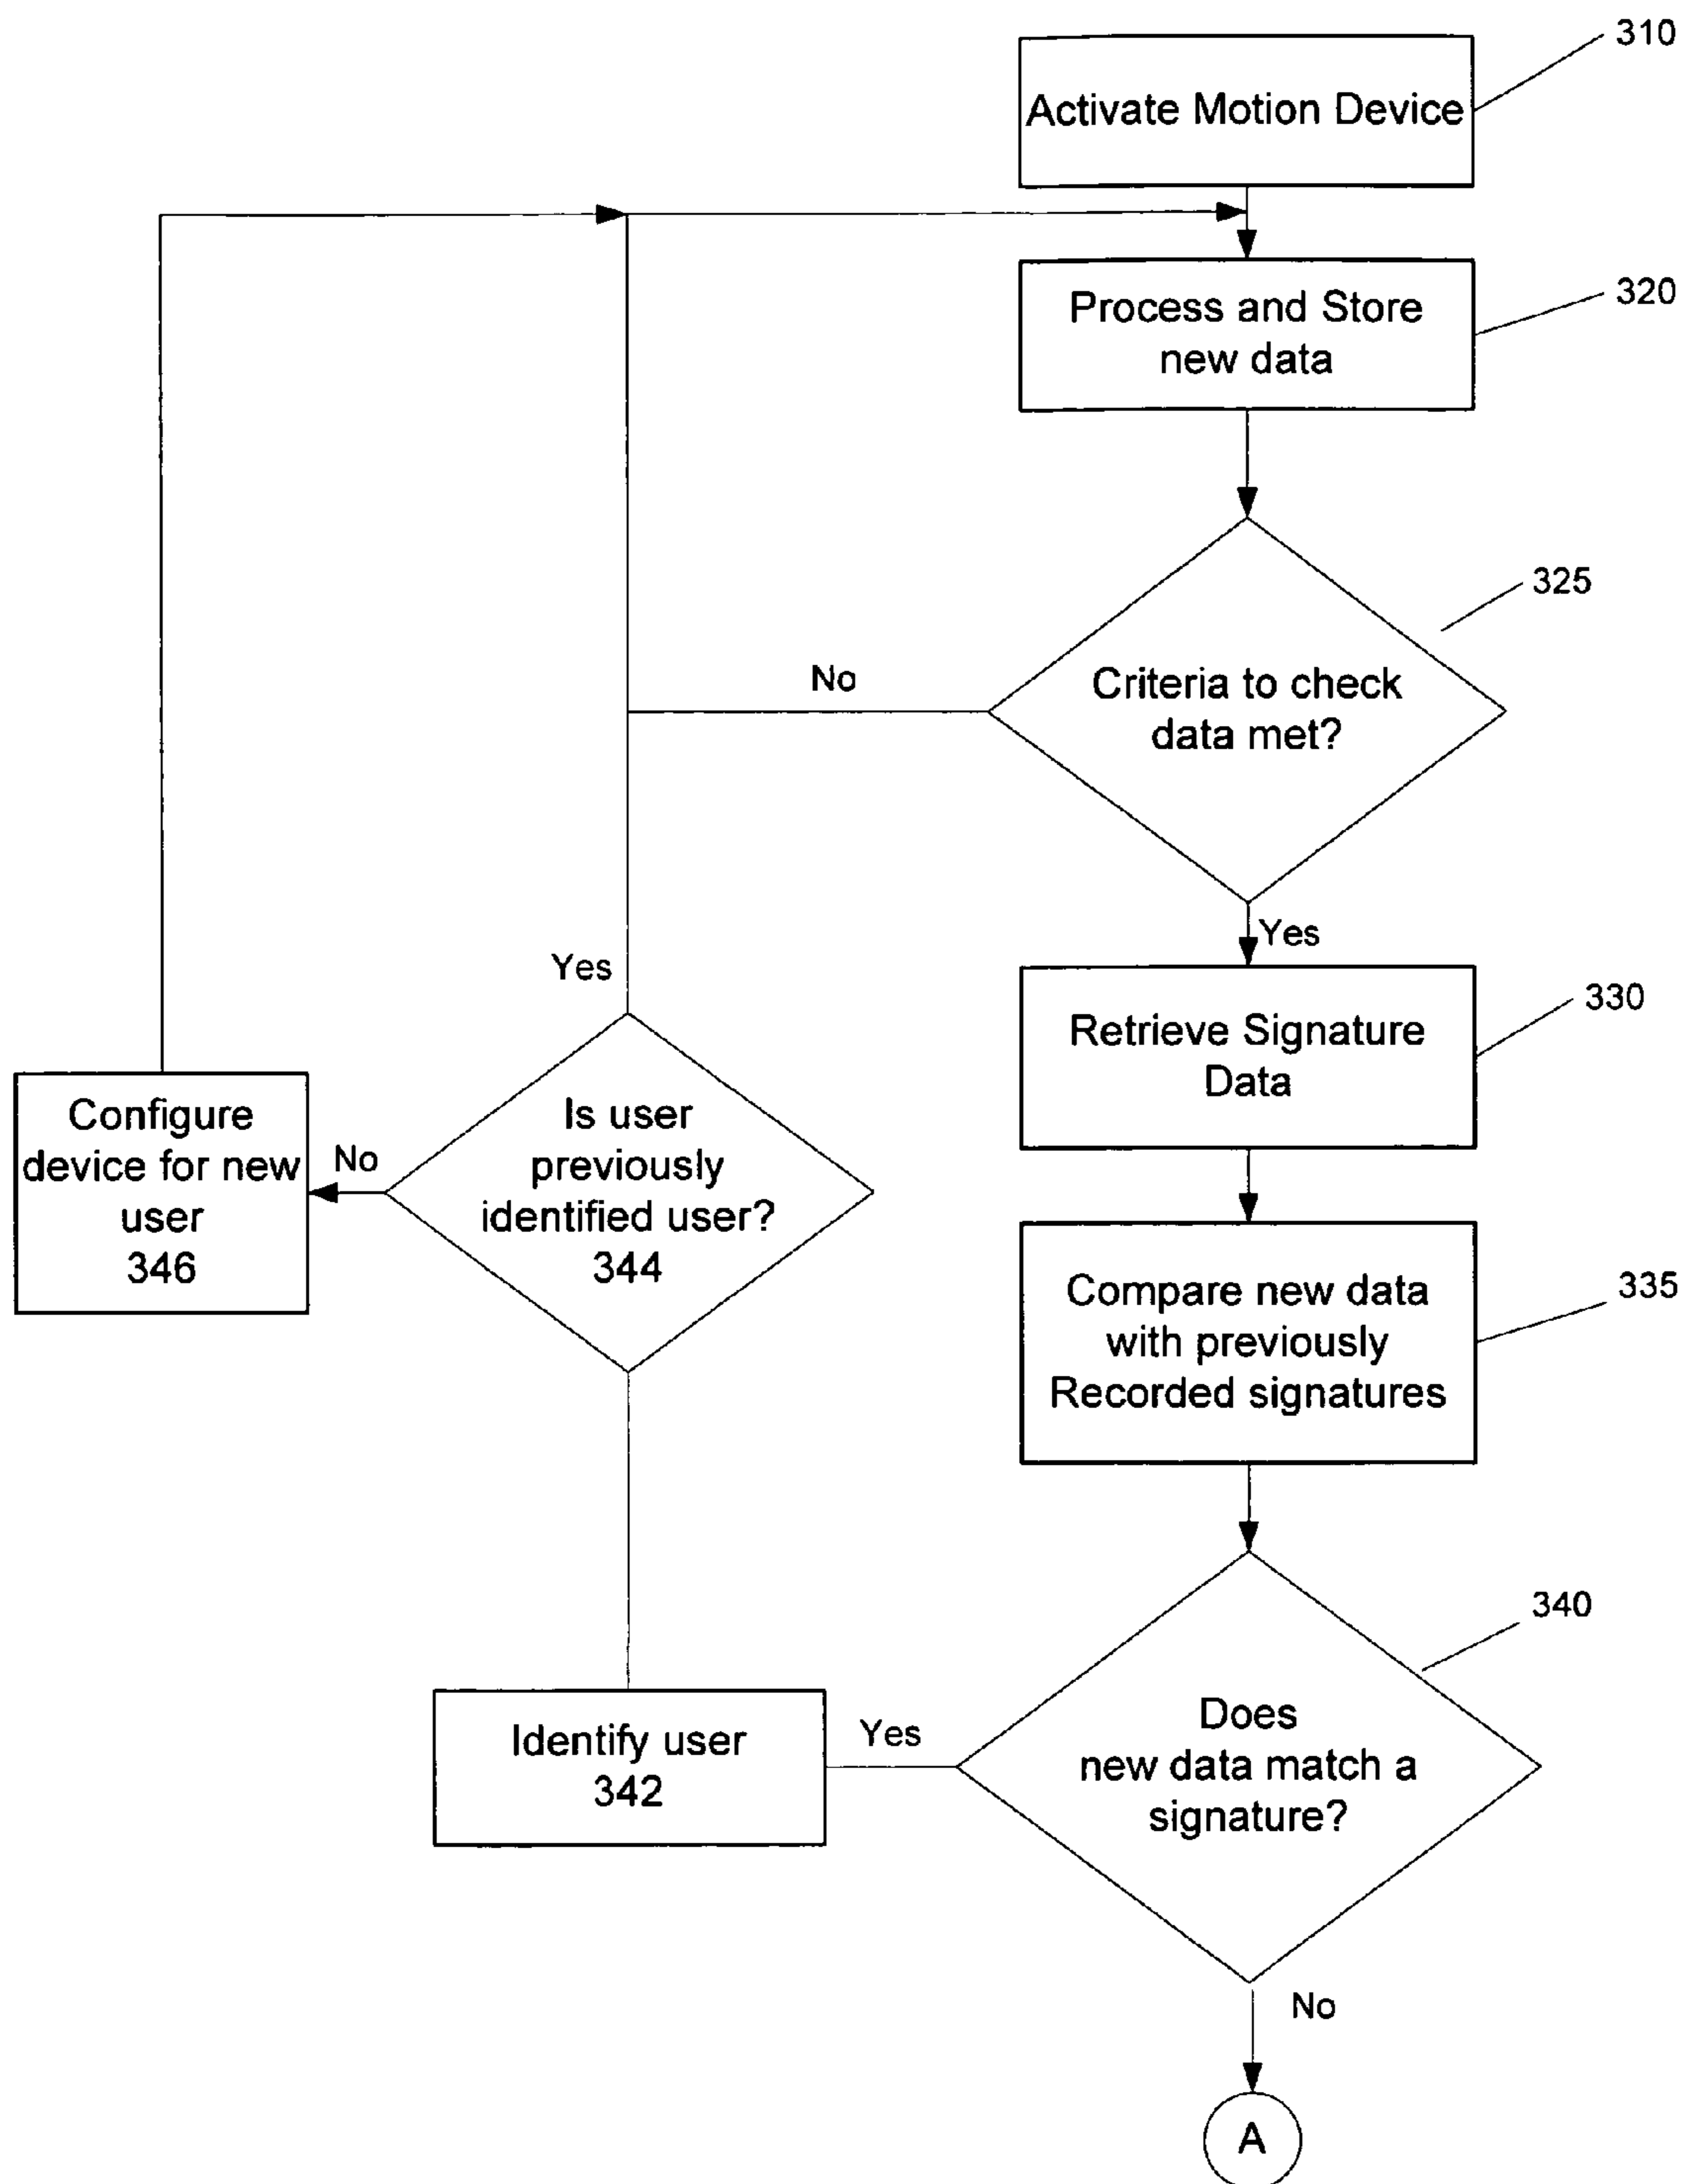 310
Activate Motion Device
320
Process and Store
new data
325
Criteria to check
data met?
No
Yes
330
Retrieve Signature
Data
Yes
Configure
device for new
user
346
No
Is user
previously
identified user?
344
335
Compare new data
with previously
Recorded signatures
340
Does
new data match a
signature?
Yes
Identify user
342
No
A